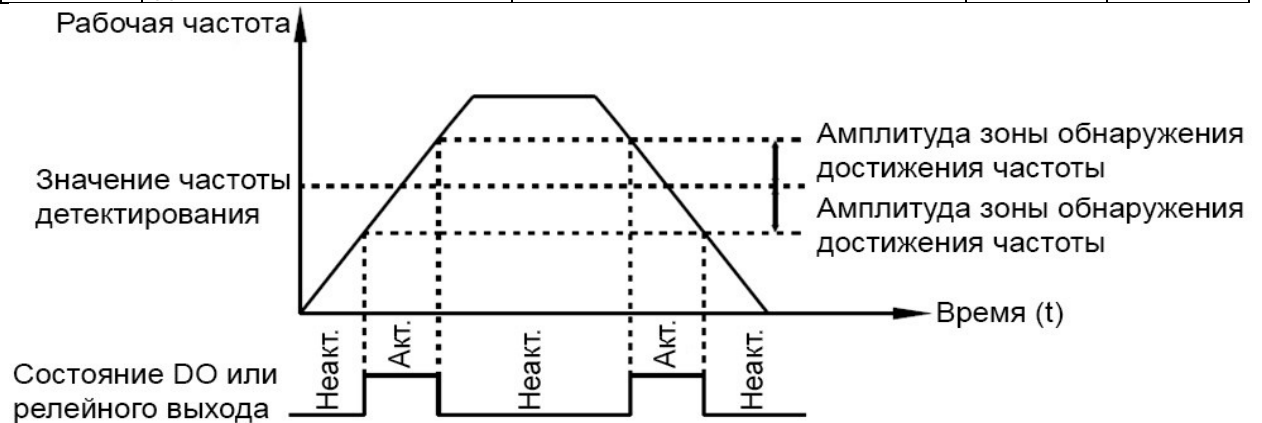 Рабочая частота
Амплитуда зоны обнаружения
достижения частоты
Значение частоты
детектирования
Амплитуда зоны обнаружения
достижения частоты
Время (t)
Неакт.
Акт.
Неакт.
Акт.
Неакт.
Состояние DO или
релейного выхода